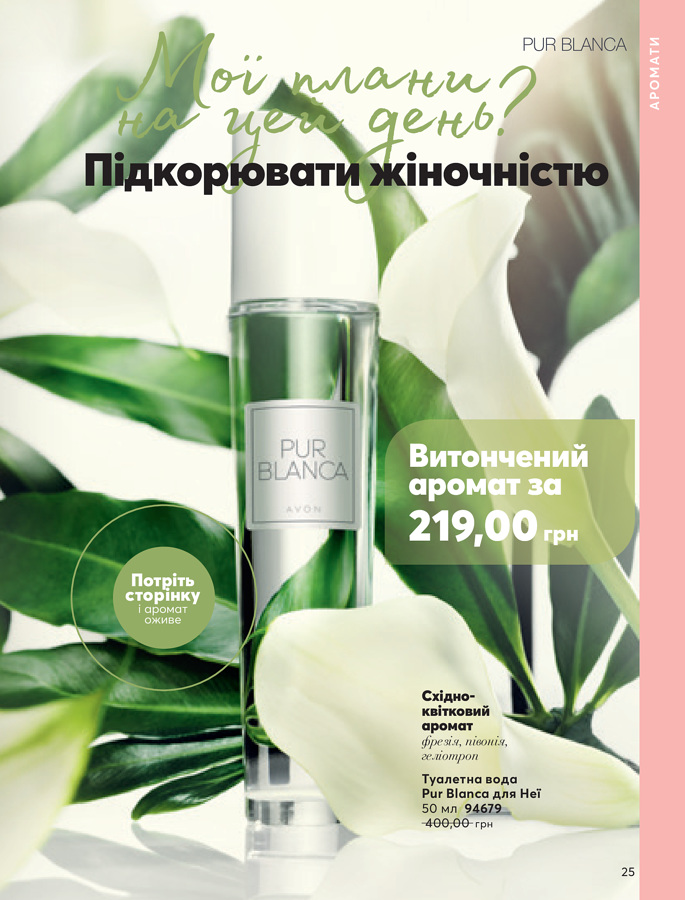 PUR BLANCA
АРОМАТИ
Мої плани
на цей день?
Підкорювати жіночністю
PUR
BLANCA
AVON
Витончений
аромат за
219,00 грн
Потріть
сторінку
і аромат
оживе
Східно-
квітковий
аромат
фрезія, півонія,
геліотроп
Туалетна вода
Pur Blanca для Неї
50 мл 94679
400,00 грн
25